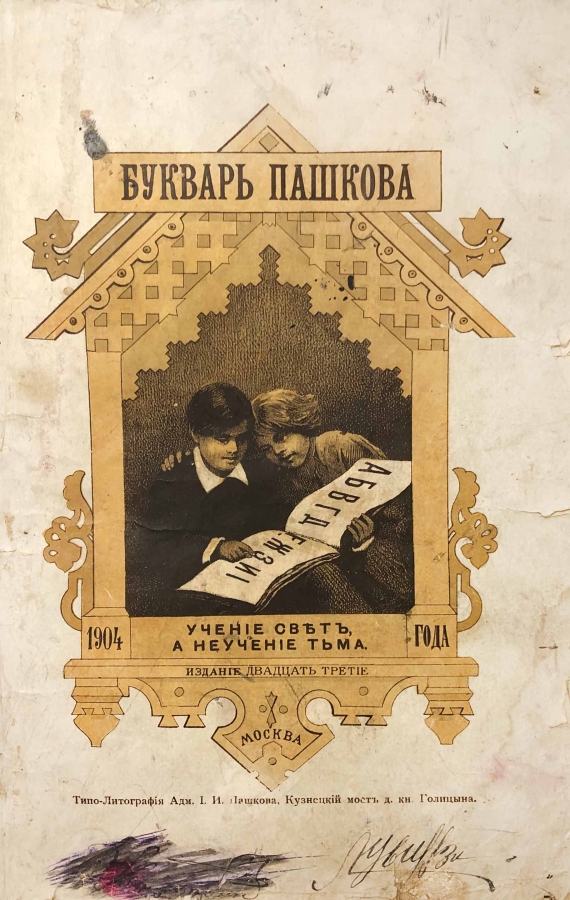 БУКВАРЬ ПАШКОВА
АБВГД
ЕЖЗИІ
1904
УЧЕНІЕ СВѢТЪ,
А НЕУЧЕНІЕ ТЬМА.
ГОДА
ИЗДАНІЕ ДВАДЦАТЬ ТРЕТІЕ
МОСКВА
Типо-Литографія Адм. І. И. Пашкова, Кузнецкій мостъ д. кн. Голицына.